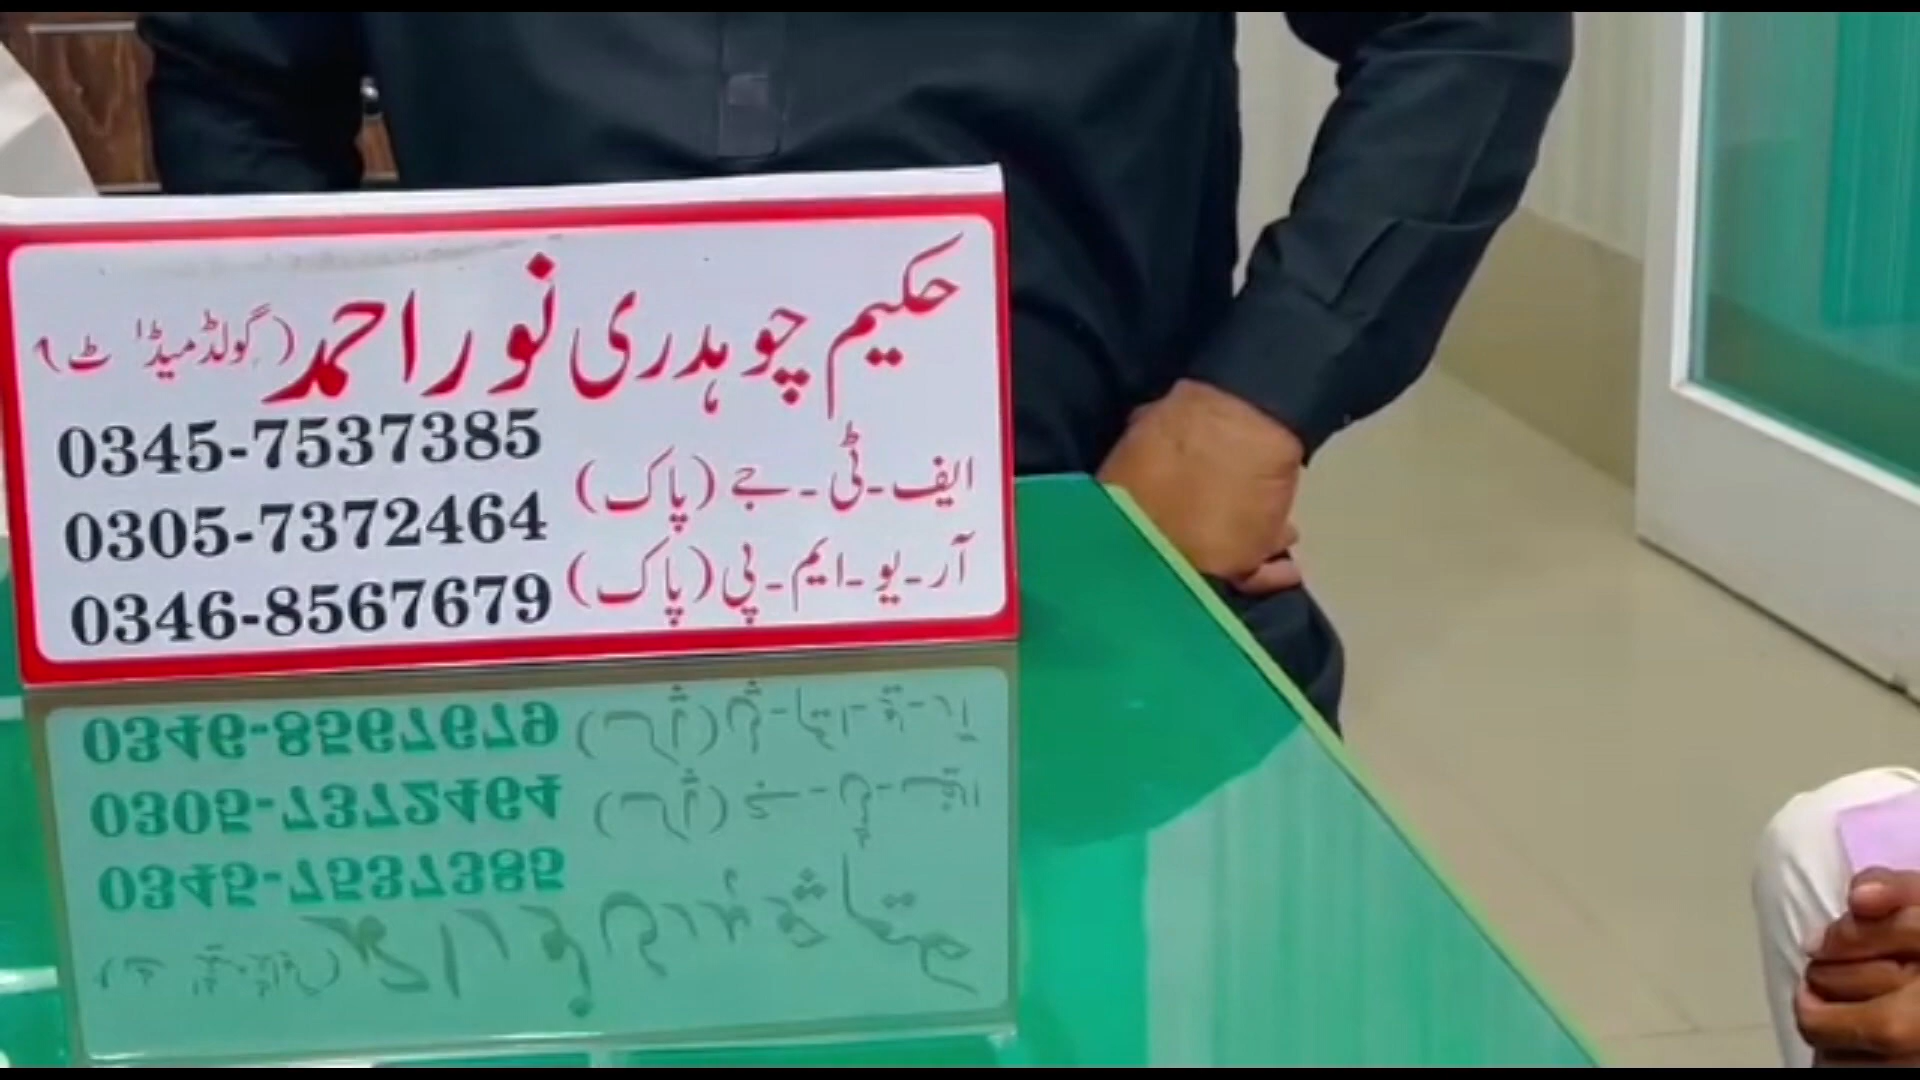 حکیم چوہدری نور احمد (گولڈ میڈلسٹ)
0345-7537385
ایف-ٹی-جے (پاک)
0305-7372464
آر-یو-ایم-پی (پاک)
0346-8567679